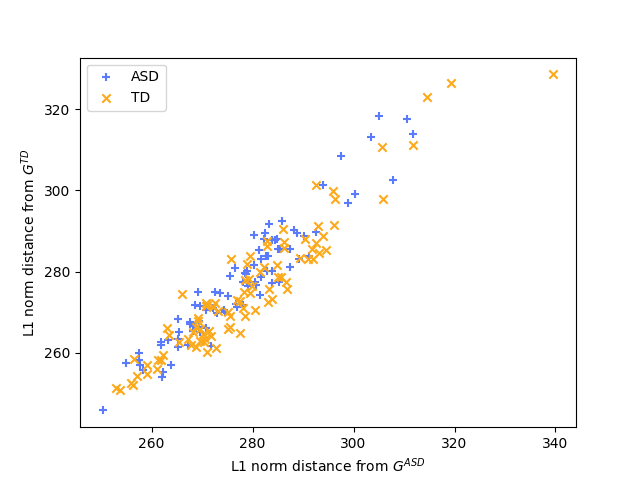 ASD
TD
320
300
280
260
L1 norm distance from G^{TD}
260
280
300
320
340
L1 norm distance from G^{ASD}